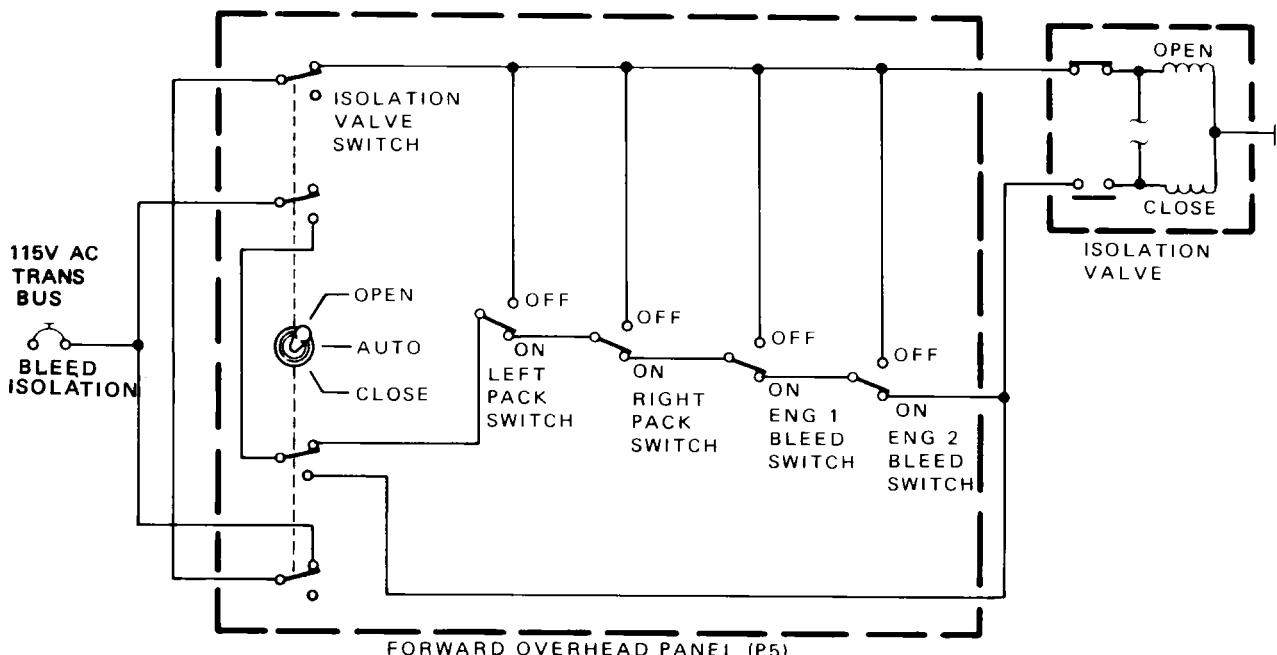 OPEN
ISOLATION
VALVE
SWITCH
CLOSE
ISOLATION
VALVE
115V AC
TRANS
BUS
BLEED
ISOLATION
OPEN
AUTO
CLOSE
OFF
ON
LEFT
PACK
SWITCH
OFF
ON
RIGHT
PACK
SWITCH
OFF
ON
ENG 1
BLEED
SWITCH
OFF
ON
ENG 2
BLEED
SWITCH
FORWARD OVERHEAD PANEL (P5)